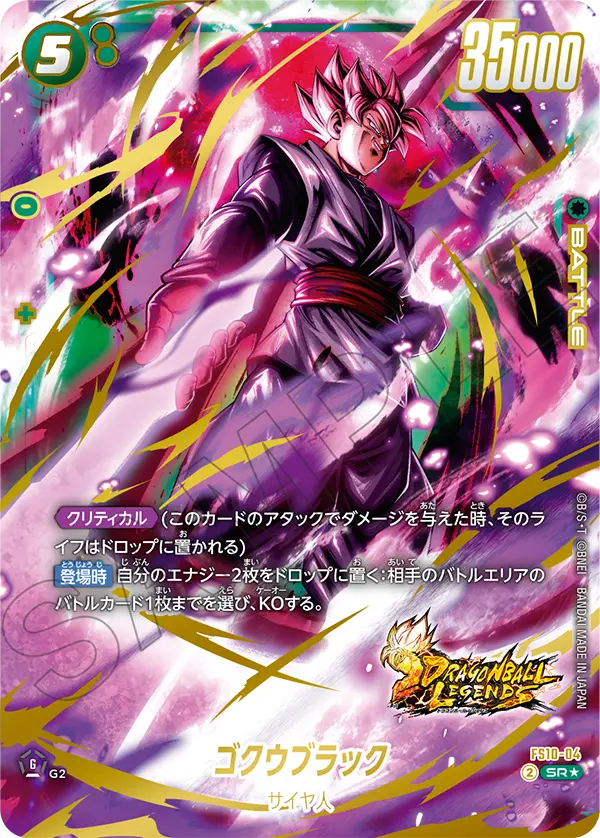 5
35000
0
+
BATTLE
クリティカル (このカードのアタックでダメージを与えた時、そのラ
イフはドロップに置かれる)
登場時 自分のエナジー2枚をドロップに置く:相手のバトルエリアの
バトルカード1枚までを選び、KOする。
SAMPLE
©B/S・T ©BNEI BANDAI MADE IN JAPAN
DRAGONBALL
LEGENDS
ゴクウブラック
サイヤ人
G
G2
FS10-04
2 SR★